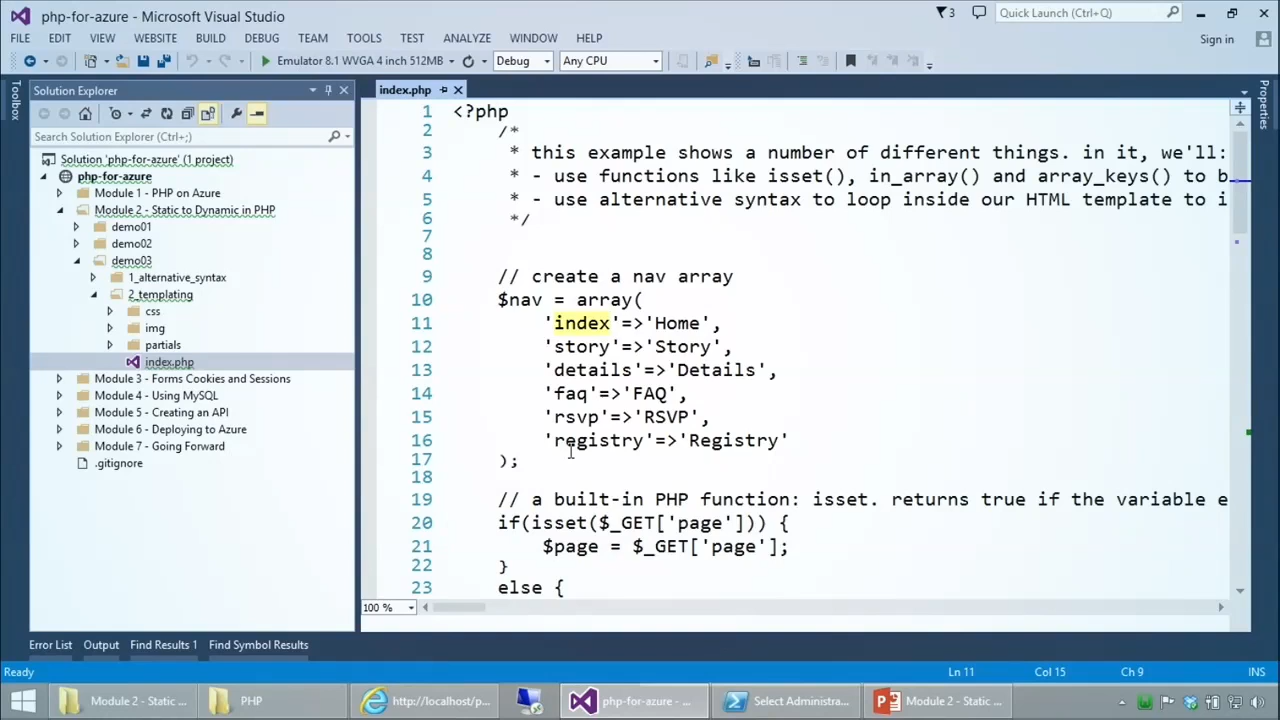 php-for-azure - Microsoft Visual Studio
3
Quick Launch (Ctrl+Q)
FILE EDIT VIEW WEBSITE BUILD DEBUG TEAM TOOLS TEST ANALYZE WINDOW HELP
Sign in
Emulator 8.1 WVGA 4 inch 512MB
Debug
Any CPU
Toolbox
Solution Explorer
Search Solution Explorer (Ctrl+;)
Solution 'php-for-azure' (1 project)
php-for-azure
Module 1 - PHP on Azure
Module 2 - Static to Dynamic in PHP
demo01
demo02
demo03
1_alternative_syntax
2_templating
css
img
partials
index.php
Module 3 - Forms Cookies and Sessions
Module 4 - Using MySQL
Module 5 - Creating an API
Module 6 - Deploying to Azure
Module 7 - Going Forward
.gitignore
index.php
Properties
1 <?php
2 /*
3 * this example shows a number of different things. in it, we'll:
4 * - use functions like isset(), in_array() and array_keys() to b
5 * - use alternative syntax to loop inside our HTML template to i
6 */
7
8
9 // create a nav array
10 $nav = array(
11 'index'=>'Home',
12 'story'=>'Story',
13 'details'=>'Details',
14 'faq'=>'FAQ',
15 'rsvp'=>'RSVP',
16 'registry'=>'Registry'
17 );
18
19 // a built-in PHP function: isset. returns true if the variable e
20 if(isset($_GET['page'])) {
21 $page = $_GET['page'];
22 }
23 else {
100 %
Error List Output Find Results 1 Find Symbol Results
Ready
Ln 11 Col 15 Ch 9 INS
Module 2 - Static ...
PHP
http://localhost/p...
php-for-azure - ...
Select Administra...
Module 2 - Static ...